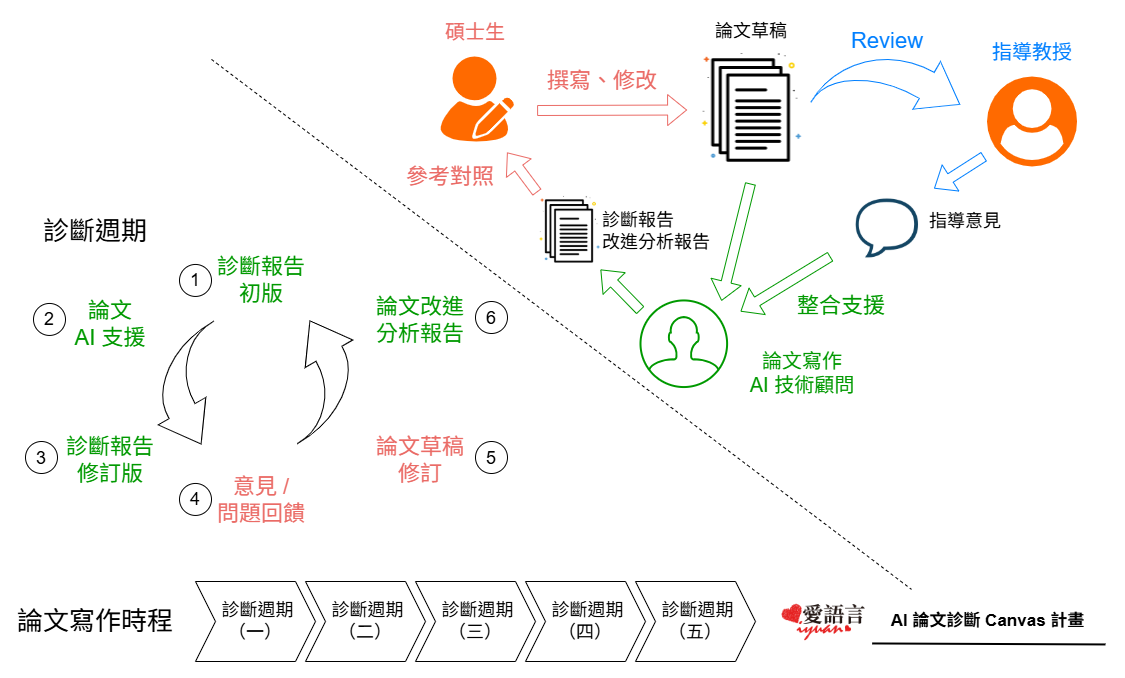 碩士生
撰寫、修改
論文草稿
Review
指導教授
參考對照
診斷報告
改進分析報告
指導意見
整合支援
論文寫作
AI 技術顧問
診斷週期
1
診斷報告
初版
2
論文
AI 支援
3
診斷報告
修訂版
4
意見 /
問題回饋
5
論文草稿
修訂
6
論文改進
分析報告
論文寫作時程
診斷週期
（一）
診斷週期
（二）
診斷週期
（三）
診斷週期
（四）
診斷週期
（五）
愛語言
iyuan
AI 論文診斷 Canvas 計畫